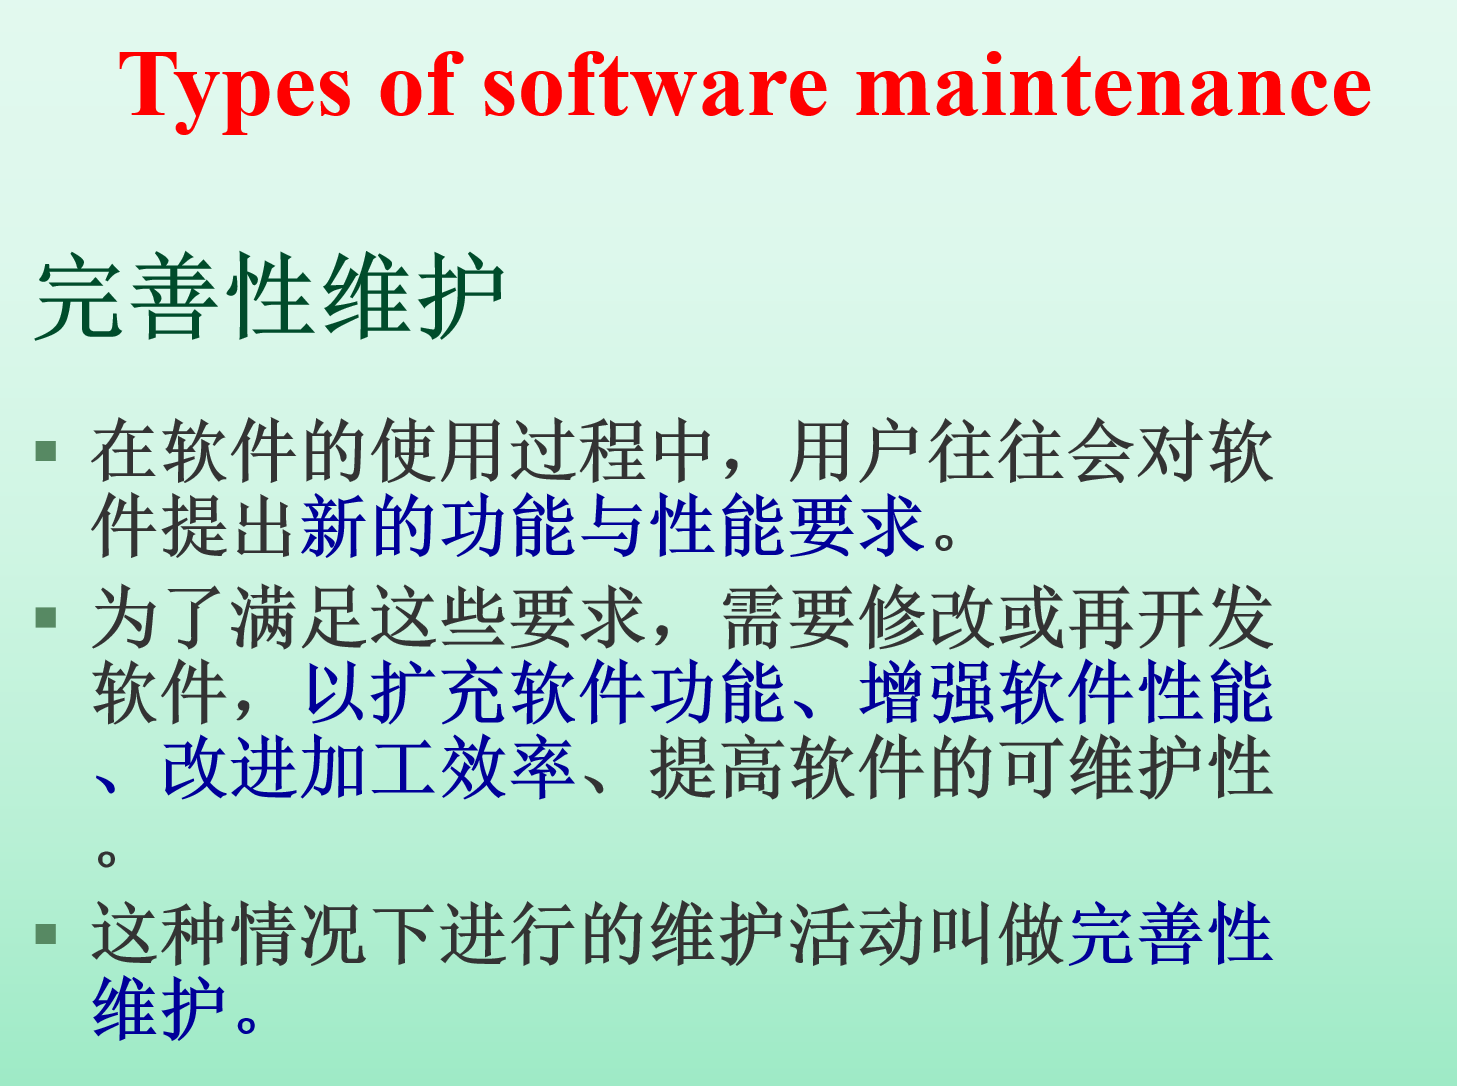 Types of software maintenance
完善性维护
在软件的使用过程中，用户往往会对软
件提出新的功能与性能要求。
为了满足这些要求，需要修改或再开发
软件，以扩充软件功能、增强软件性能
、改进加工效率、提高软件的可维护性
。
这种情况下进行的维护活动叫做完善性
维护。